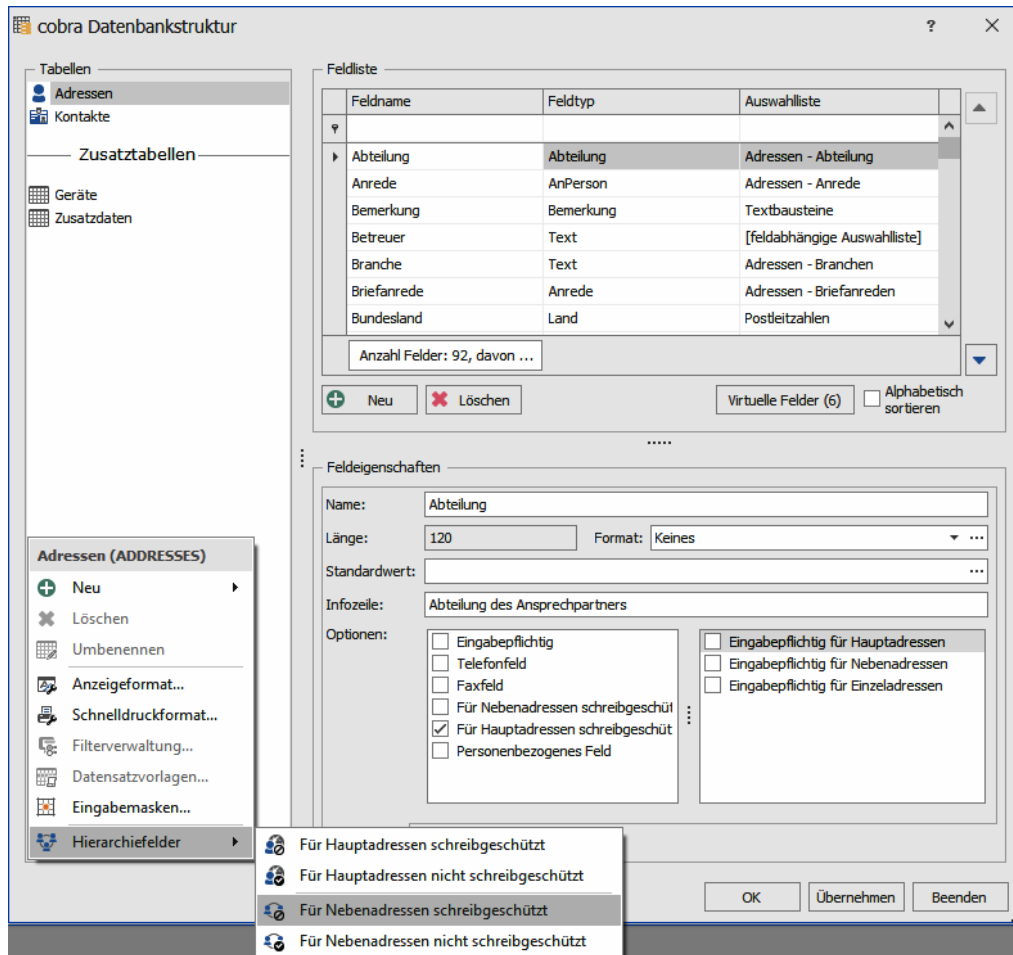 cobra Datenbankstruktur
?
Tabellen
Adressen
Kontakte
Zusatztabellen
Geräte
Zusatzdaten
Feldliste
Feldname Feldtyp Auswahlliste
Abteilung Abteilung Adressen - Abteilung
Anrede AnPerson Adressen - Anrede
Bemerkung Bemerkung Textbausteine
Betreuer Text [feldabhängige Auswahlliste]
Branche Text Adressen - Branchen
Briefanrede Anrede Adressen - Briefanreden
Bundesland Land Postleitzahlen
Anzahl Felder: 92, davon ...
Neu Löschen Virtuelle Felder (6) Alphabetisch
sortieren
Feldeigenschaften
Name: Abteilung
Länge: 120 Format: Keines ...
Standardwert: ...
Infozeile: Abteilung des Ansprechpartners
Optionen:
Eingabepflichtig
Telefonfeld
Faxfeld
Für Nebenadressen schreibgeschüt
Für Hauptadressen schreibgeschüt
Personenbezogenes Feld
Eingabepflichtig für Hauptadressen
Eingabepflichtig für Nebenadressen
Eingabepflichtig für Einzeladressen
Adressen (ADDRESSES)
Neu
Löschen
Umbenennen
Anzeigeformat...
Schnelldruckformat...
Filterverwaltung...
Datensatzvorlagen...
Eingabemasken...
Hierarchiefelder
Für Hauptadressen schreibgeschützt
Für Hauptadressen nicht schreibgeschützt
Für Nebenadressen schreibgeschützt
Für Nebenadressen nicht schreibgeschützt
OK Übernehmen Beenden